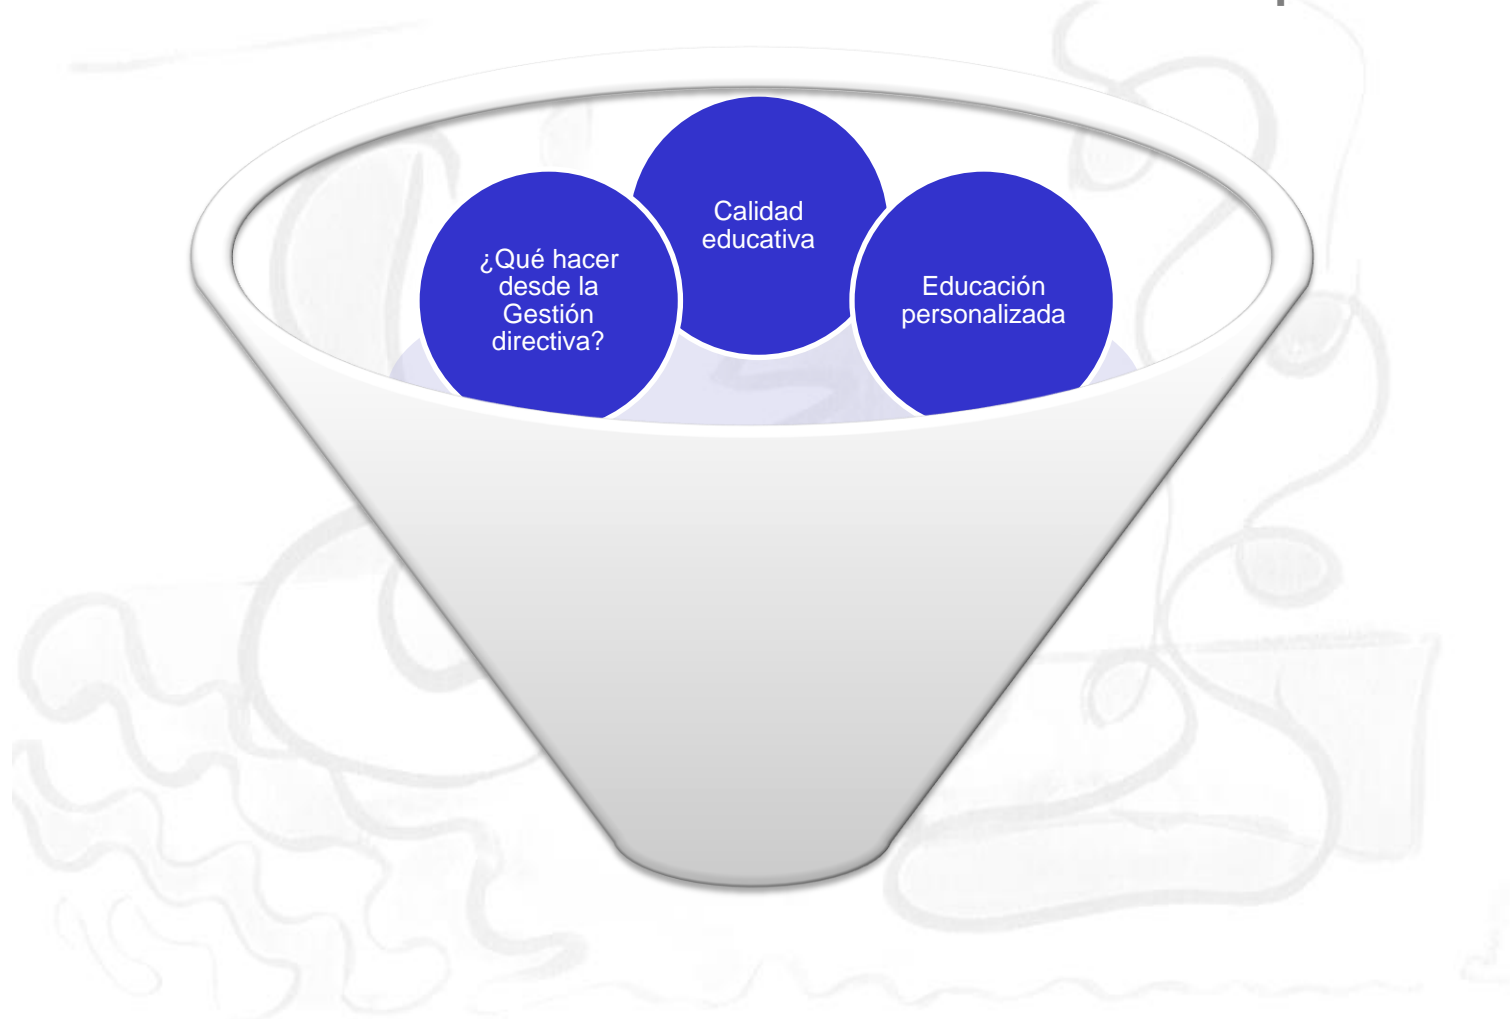 ¿Qué hacer
desde la
Gestión
directiva?
Calidad
educativa
Educación
personalizada